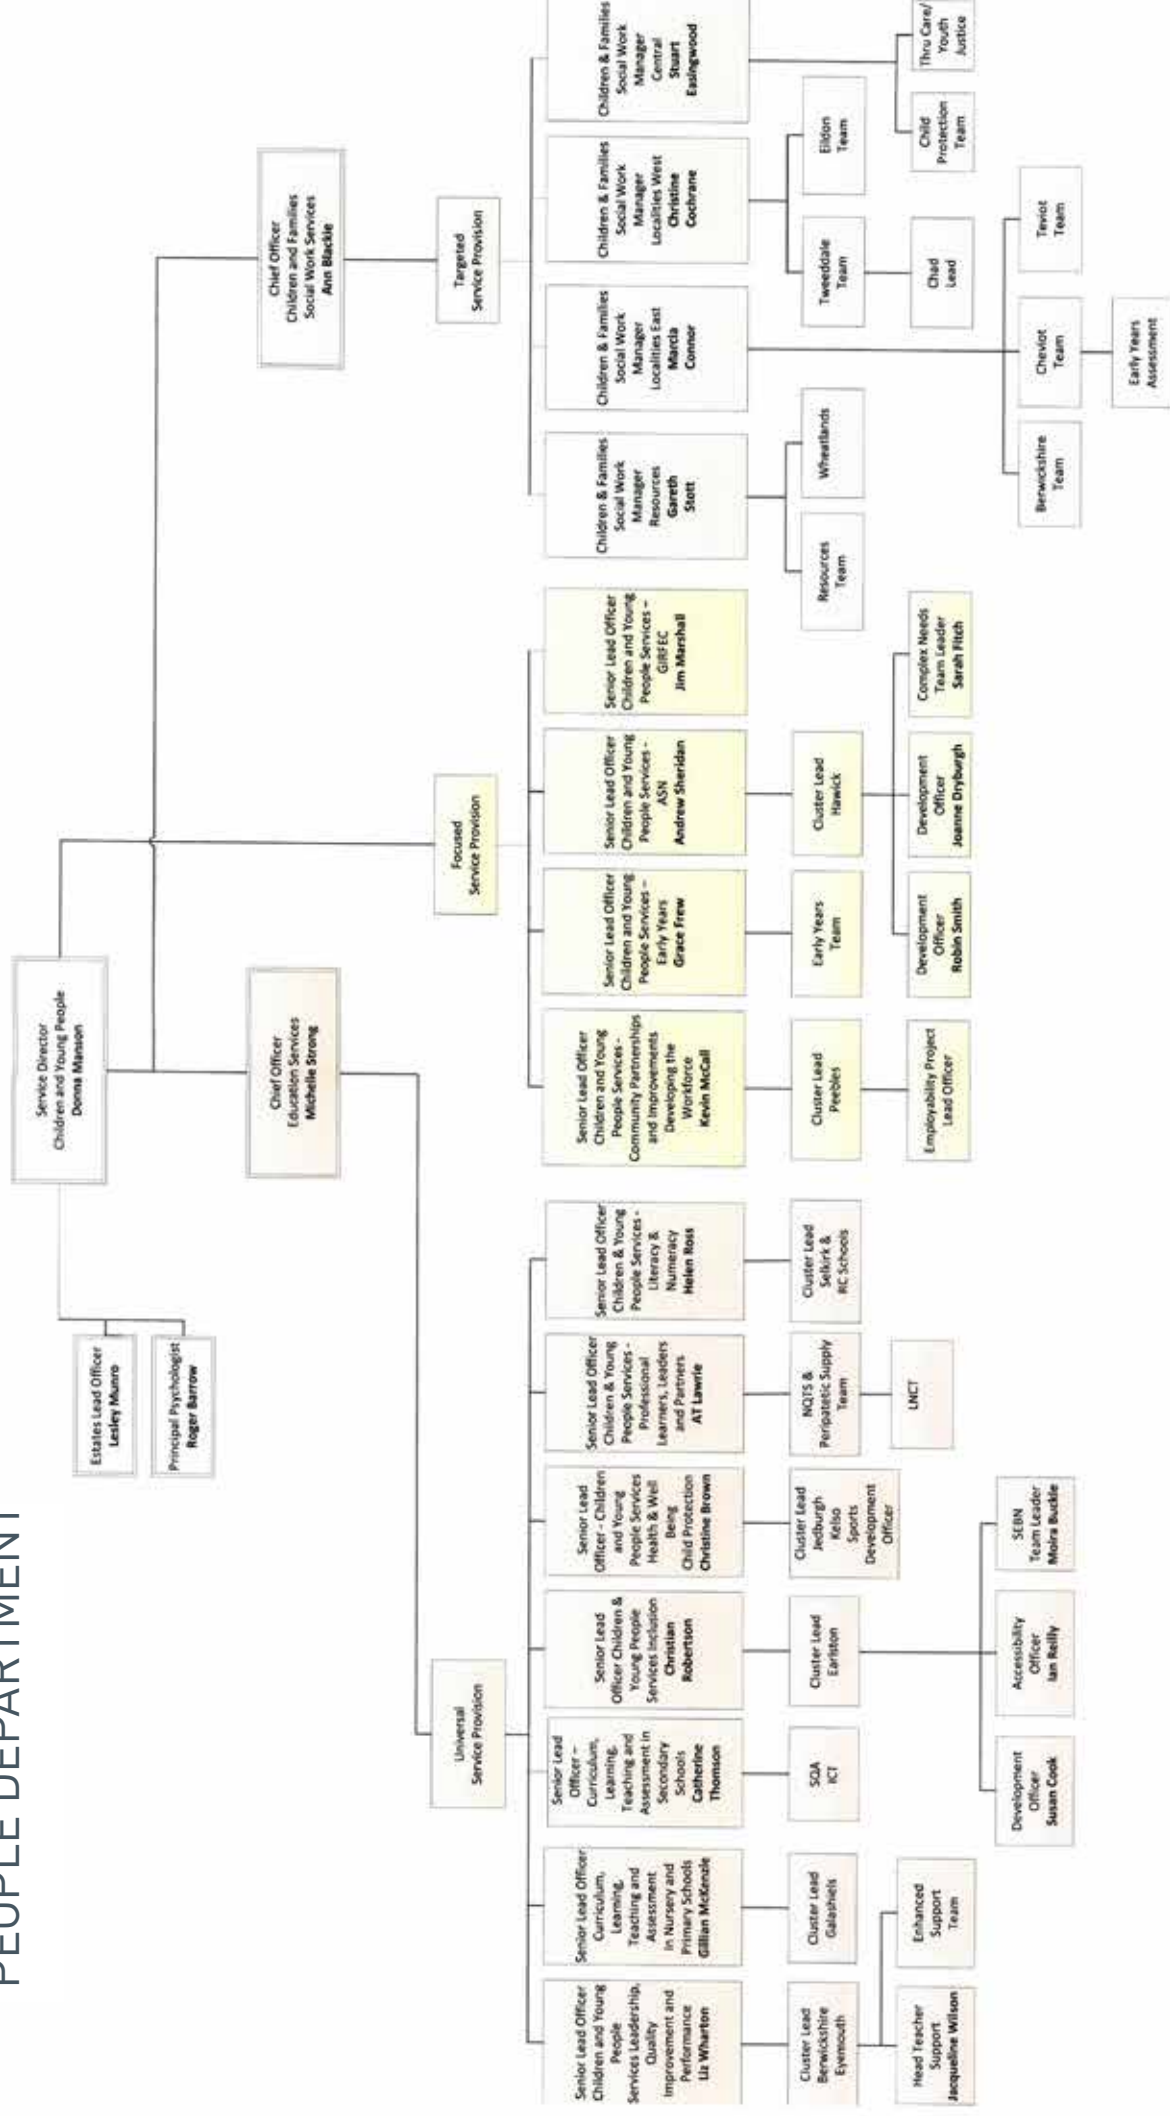 PEOPLE DEPARTMENT
Service Director
Children and Young People
Donna Manson
Estates Lead Officer
Lesley Munro
Principal Psychologist
Roger Barrow
Chief Officer
Education Services
Michelle Strong
Chief Officer
Children and Families
Social Work Services
Ann Blackie
Universal
Service Provision
Focused
Service Provision
Targeted
Service Provision
Senior Lead Officer
Children and Young
People
Services Leadership,
Quality
Improvement and
Performance
Liz Wharton
Senior Lead Officer
Curriculum,
Learning,
Teaching and
Assessment
in Nursery and
Primary Schools
Gillian McKenzie
Senior Lead
Officer –
Curriculum,
Learning,
Teaching and
Assessment in
Secondary
Schools
Catherine
Thomson
Senior Lead
Officer Children &
Young People
Services Inclusion
Christian
Robertson
Senior Lead
Officer - Children
and Young
People Services
Health & Well
Being
Child Protection
Christine Brown
Senior Lead Officer
Children & Young
People Services -
Professional
Learners, Leaders
and Partners
AT Lawrie
Senior Lead Officer
Children & Young
People Services -
Literacy &
Numeracy
Helen Ross
Senior Lead Officer
Children and Young
People Services -
Community Partnerships
and Improvements
Developing the
Workforce
Kevin McCall
Senior Lead Officer
Children and Young
People Services –
Early Years
Grace Frew
Senior Lead Officer
Children and Young
People Services -
ASN
Andrew Sheridan
Senior Lead Officer
Children and Young
People Services –
GIRFEC
Jim Marshall
Children & Families
Social Work
Manager
Resources
Gareth
Stott
Children & Families
Social Work
Manager
Localities East
Marcia
Connor
Children & Families
Social Work
Manager
Localities West
Christine
Cochrane
Children & Families
Social Work
Manager
Central
Stuart
Easingwood
Cluster Lead
Berwickshire
Eyemouth
Cluster Lead
Galashiels
SQA
ICT
Cluster Lead
Earlston
Cluster Lead
Jedburgh
Kelso
Sports
Development
Officer
NQTS &
Peripatetic Supply
Team
Cluster Lead
Selkirk &
RC Schools
Cluster Lead
Peebles
Early Years
Team
Cluster Lead
Hawick
Resources
Team
Wheatlands
Tweeddale
Team
Eildon
Team
Head Teacher
Support
Jacqueline Wilson
Enhanced
Support
Team
LNCT
Employability Project
Lead Officer
Development
Officer
Robin Smith
Development
Officer
Joanne Dryburgh
Complex Needs
Team Leader
Sarah Fitch
Chad
Lead
Child
Protection
Team
Thru Care/
Youth
Justice
Development
Officer
Susan Cook
Accessibility
Officer
Ian Reilly
SEBN
Team Leader
Moira Buckle
Berwickshire
Team
Cheviot
Team
Teviot
Team
Early Years
Assessment